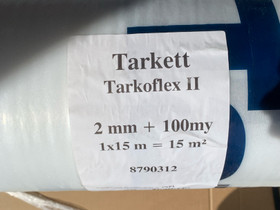 Tarkett
Tarkoflex II
2 mm + 100my
1x15 m = 15 m²
8790312